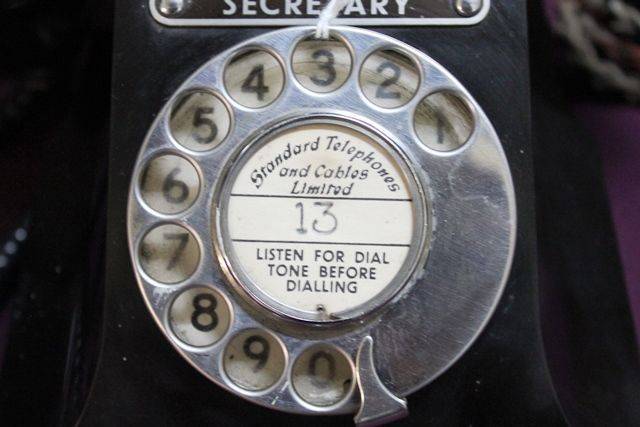 SECRETARY
3
4 2
5 1
6
7
8
9
0
Standard Telephones
and Cables
Limited
13
LISTEN FOR DIAL
TONE BEFORE
DIALLING